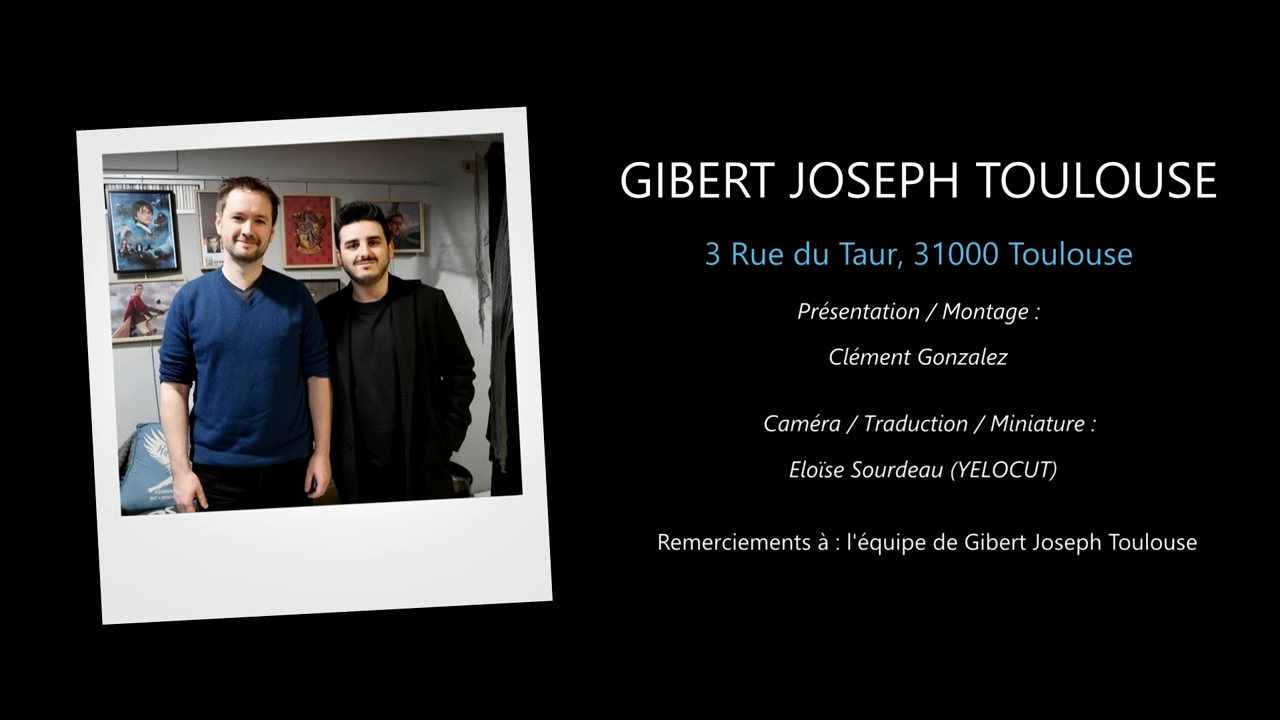 GIBERT JOSEPH TOULOUSE
3 Rue du Taur, 31000 Toulouse
Présentation / Montage :
Clément Gonzalez
Caméra / Traduction / Miniature :
Eloïse Sourdeau (YELOCUT)
Remerciements à : l'équipe de Gibert Joseph Toulouse